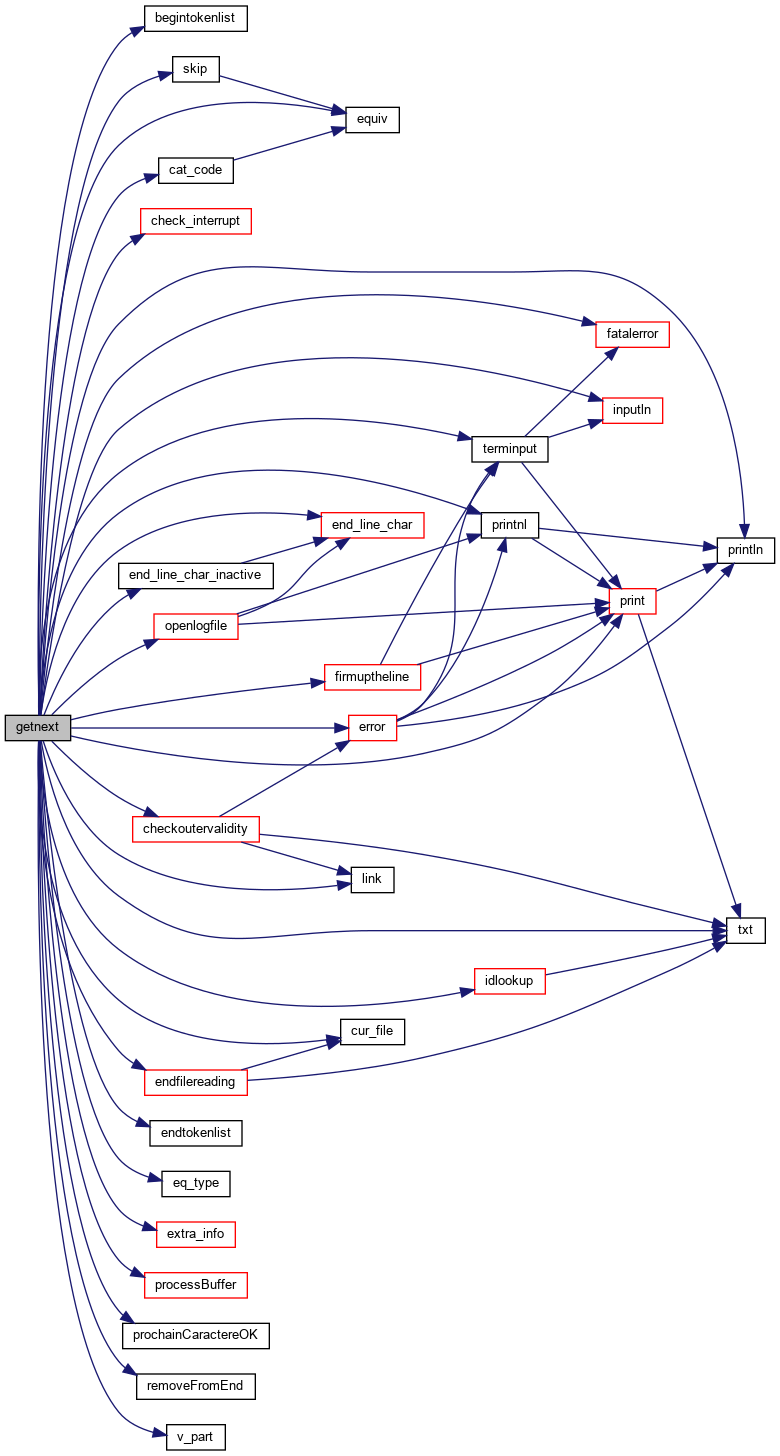 begintokenlist
skip
equiv
cat_code
check_interrupt
fatalerror
inputln
terminput
end_line_char
printnl
println
end_line_char_inactive
print
openlogfile
firmuptheline
getnext
error
checkoutervalidity
link
txt
idlookup
cur_file
endfilereading
endtokenlist
eq_type
extra_info
processBuffer
prochainCaractereOK
removeFromEnd
v_part